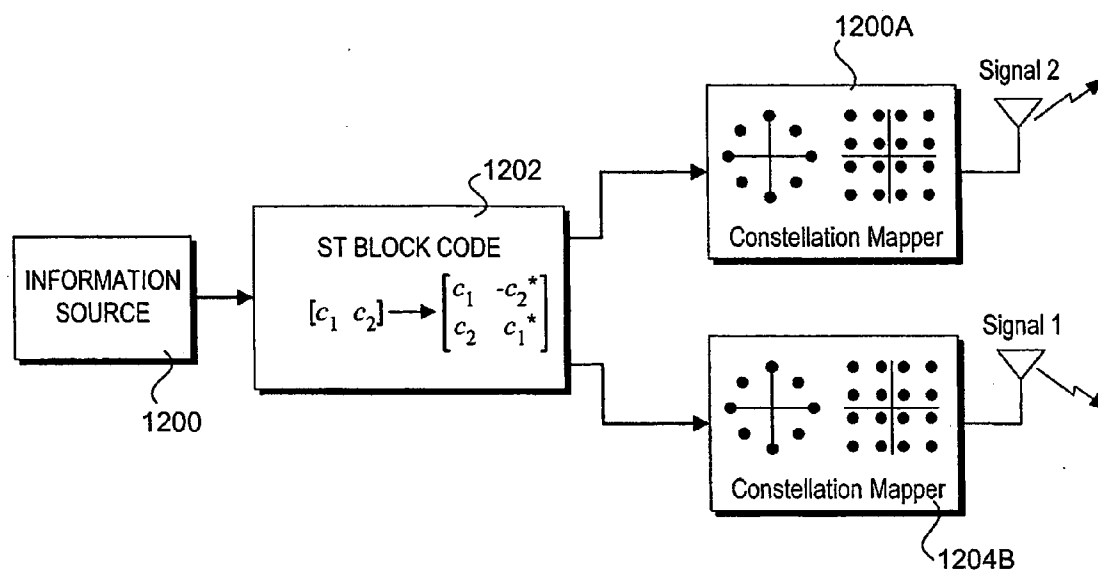 1200A
Signal 2
Constellation Mapper
1202
ST BLOCK CODE
[c₁ c₂] → [c₁ -c₂*
c₂ c₁*]
INFORMATION
SOURCE
1200
Signal 1
Constellation Mapper
1204B